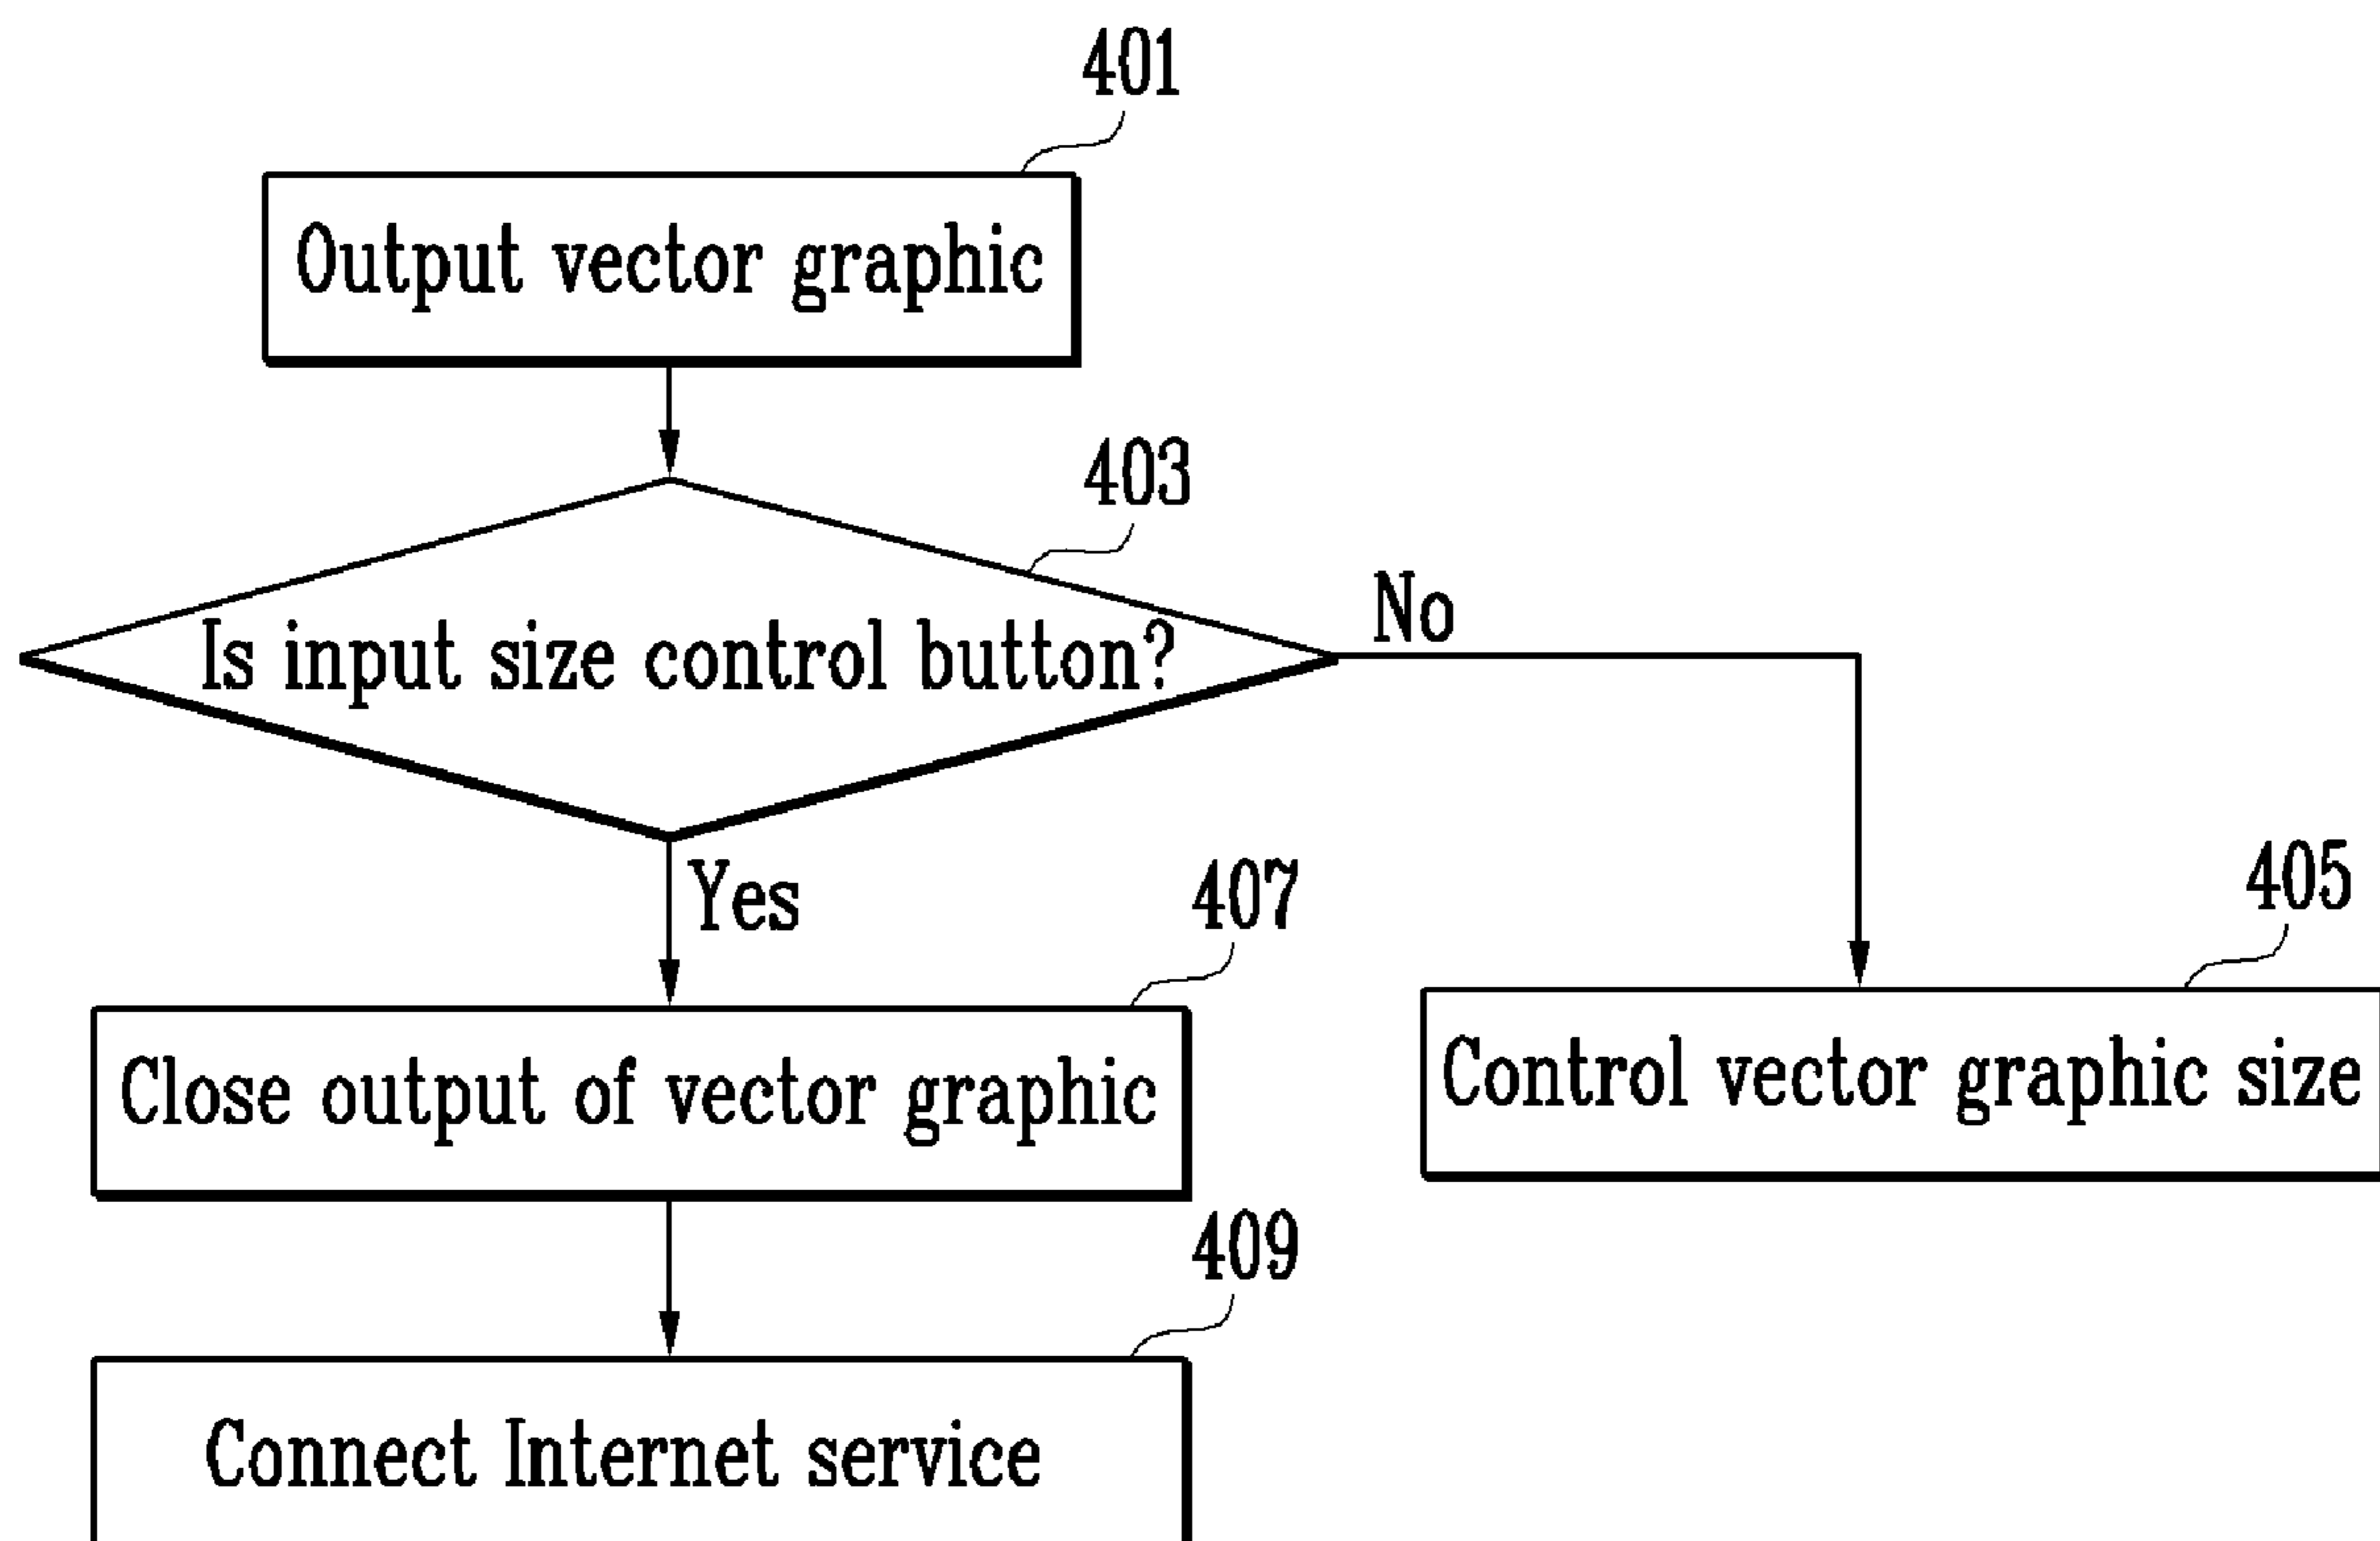 401
Output vector graphic
403
Is input size control button?
No
Yes
407
405
Close output of vector graphic
Control vector graphic size
409
Connect Internet service